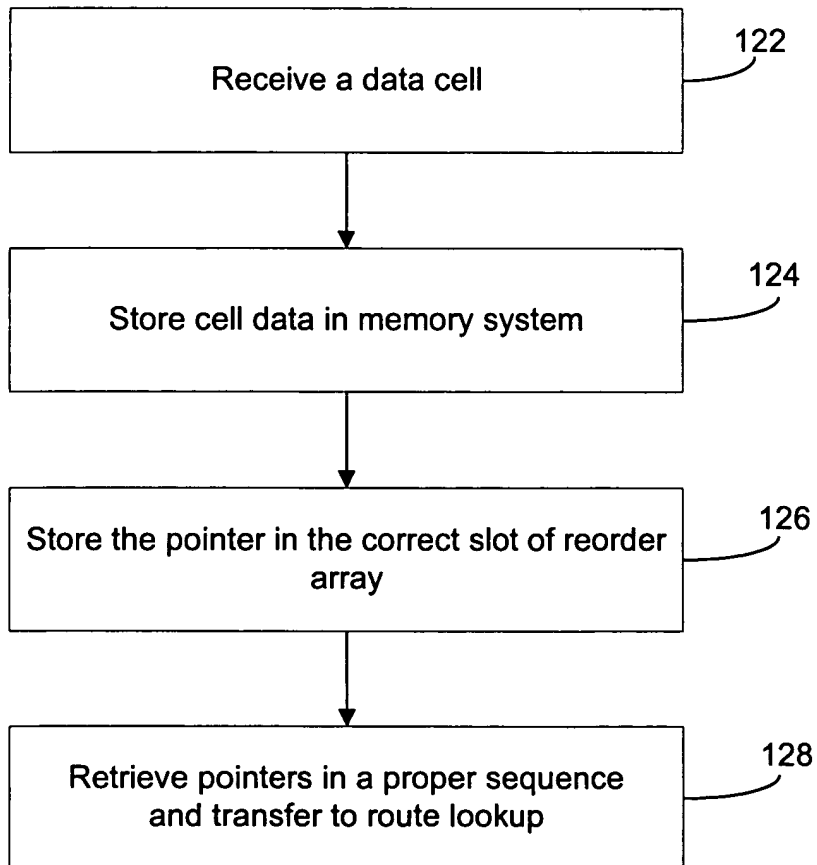 122
Receive a data cell
124
Store cell data in memory system
126
Store the pointer in the correct slot of reorder
array
128
Retrieve pointers in a proper sequence
and transfer to route lookup